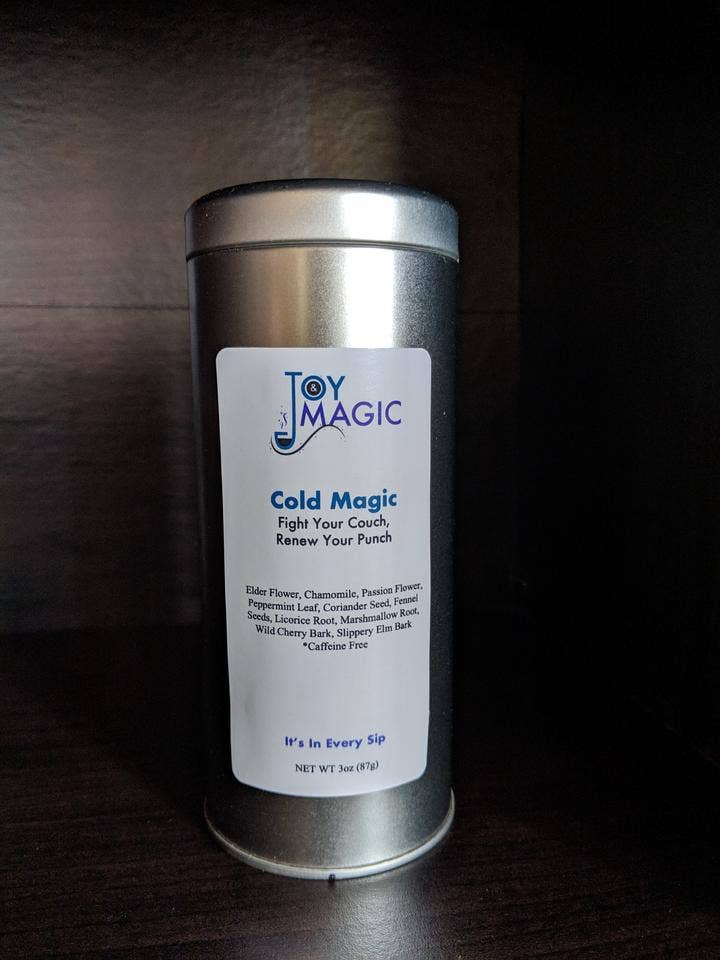 JOY
&
MAGIC
Cold Magic
Fight Your Couch,
Renew Your Punch
Elder Flower, Chamomile, Passion Flower,
Peppermint Leaf, Coriander Seed, Fennel
Seeds, Licorice Root, Marshmallow Root,
Wild Cherry Bark, Slippery Elm Bark
*Caffeine Free
It's In Every Sip
NET WT 3oz (87g)